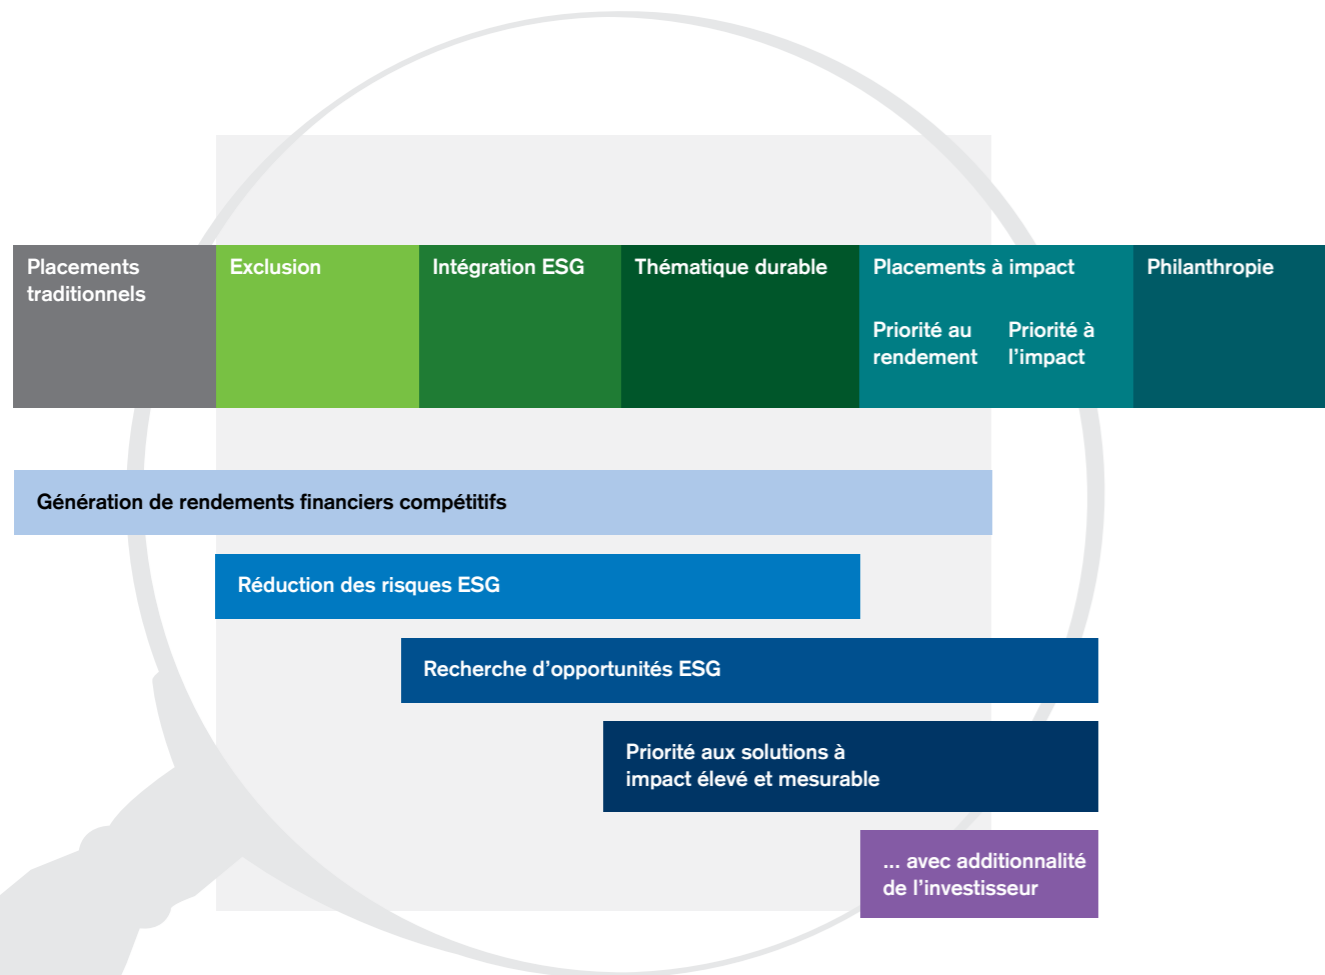 Placements
traditionnels
Exclusion
Intégration ESG
Thématique durable
Placements à impact
Priorité au
rendement
Priorité à
l’impact
Philanthropie
Génération de rendements financiers compétitifs
Réduction des risques ESG
Recherche d’opportunités ESG
Priorité aux solutions à
impact élevé et mesurable
... avec additionnalité
de l’investisseur